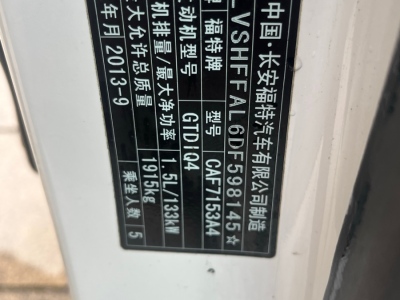 中国·长安福特汽车有限公司制造
VSHFFAL6DF598145☆
牌 福特牌 型号 CAF7153A4
动机型号 GTDIQ4
机排量/最大净功率 1.5L/133kW
大允许总质量 1915kg
年月 2013-9 乘坐人数 5